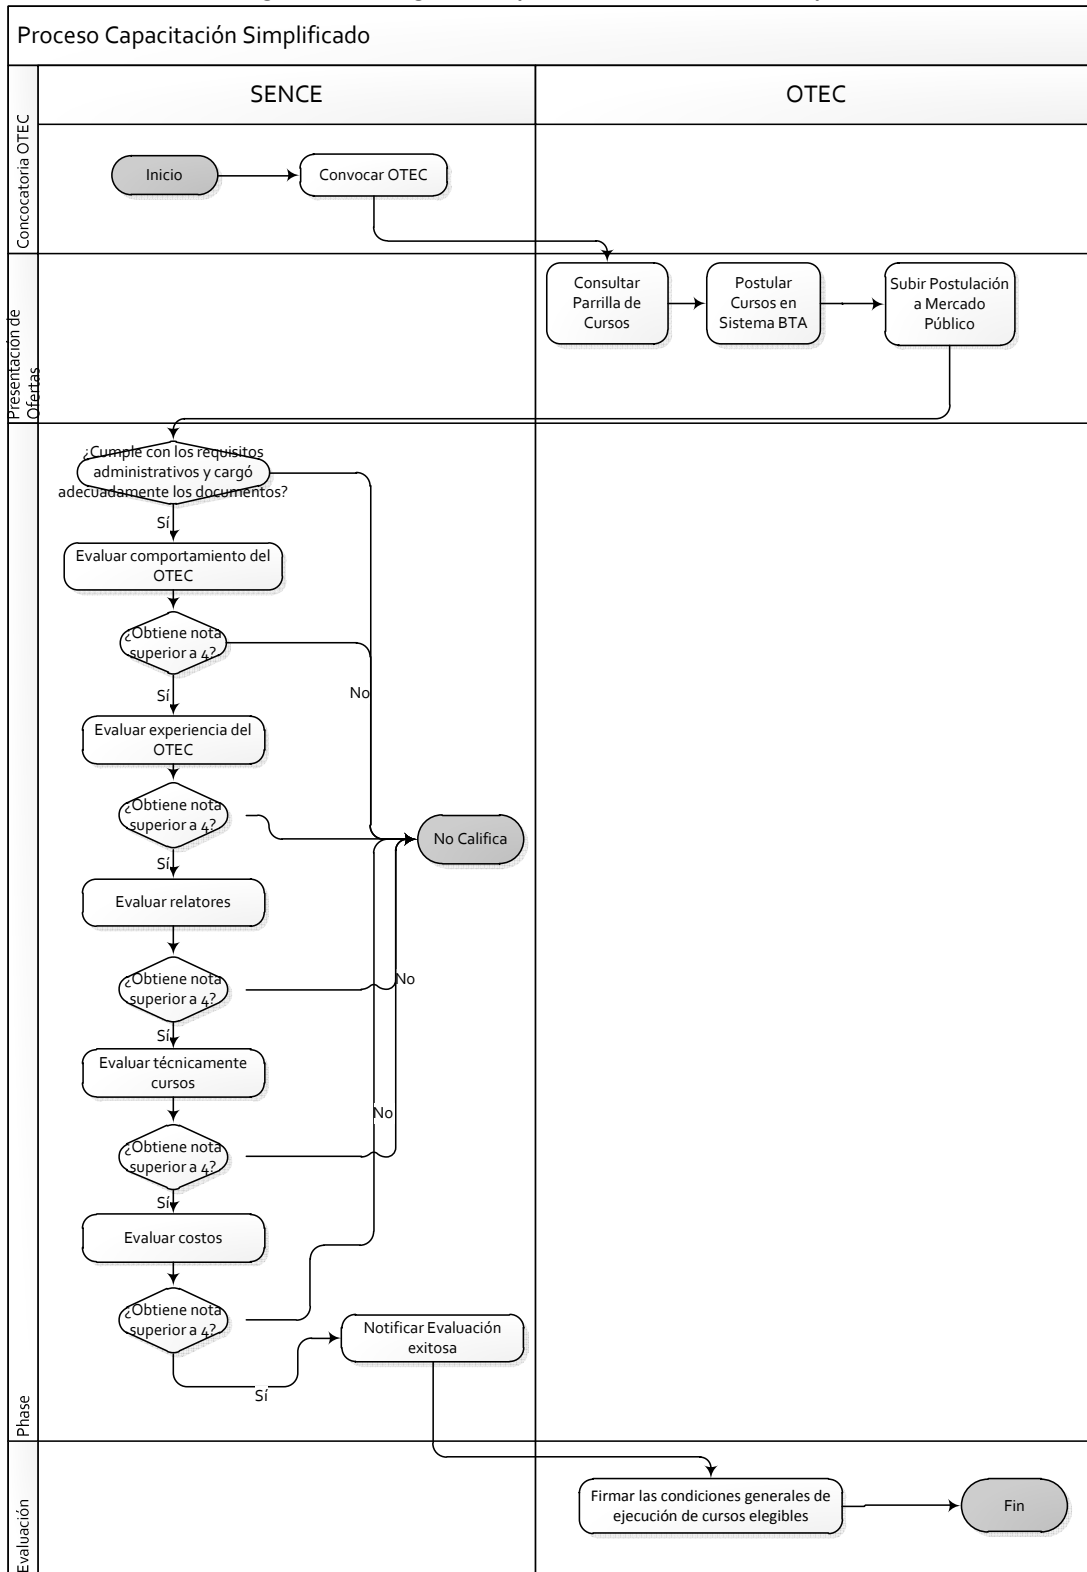 Proceso Capacitación Simplificado
SENCE
OTEC
Concocatoria OTEC
Inicio
Convocar OTEC
Presentación de
Ofertas
Consultar
Parrilla de
Cursos
Postular
Cursos en
Sistema BTA
Subir Postulación
a Mercado
Público
Phase
¿Cumple con los requisitos
administrativos y cargó
adecuadamente los documentos?
Sí
Evaluar comportamiento del
OTEC
¿Obtiene nota
superior a 4?
No
Sí
Evaluar experiencia del
OTEC
¿Obtiene nota
superior a 4?
No Califica
Sí
Evaluar relatores
¿Obtiene nota
superior a 4?
No
Sí
Evaluar técnicamente
cursos
No
¿Obtiene nota
superior a 4?
Sí
Evaluar costos
¿Obtiene nota
superior a 4?
Notificar Evaluación
exitosa
Sí
Evaluación
Firmar las condiciones generales de
ejecución de cursos elegibles
Fin